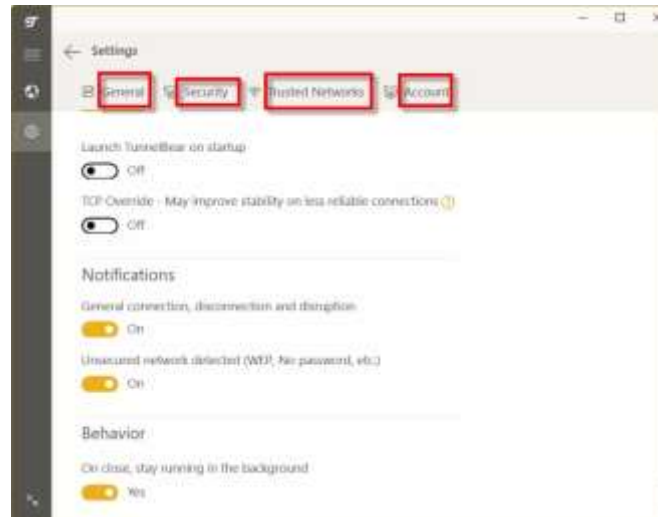 Settings
General Security Trusted Networks Account
Launch TunnelBear on startup
Off
TCP Override - May improve stability on less reliable connections
Off
Notifications
General connection, disconnection and disruption
On
Unsecured network detected (WEP, No password, etc.)
On
Behavior
On close, stay running in the background
Yes